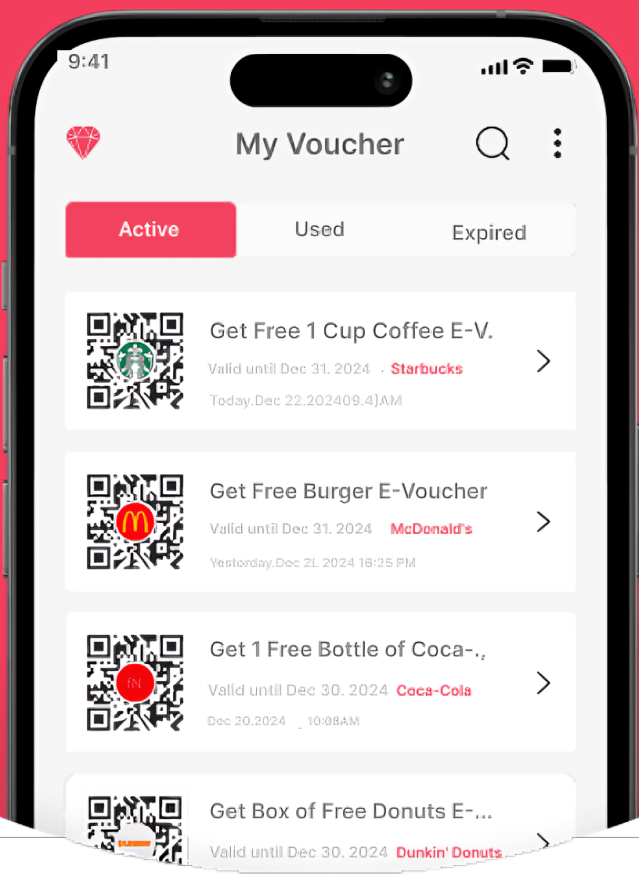 9:41
My Voucher
Active Used Expired
Get Free 1 Cup Coffee E-V.
Valid until Dec 31. 2024 · Starbucks
Today.Dec 22.202409.4]AM
Get Free Burger E-Voucher
Valid until Dec 31. 2024 McDonald's
Yesterday.Dec 2l. 2024 16:25 PM
Get 1 Free Bottle of Coca-.,
Valid until Dec 30. 2024 Coca-Cola
Dec 20.2024 10:08AM
Get Box of Free Donuts E-...
Valid until Dec 30. 2024 Dunkin' Donuts